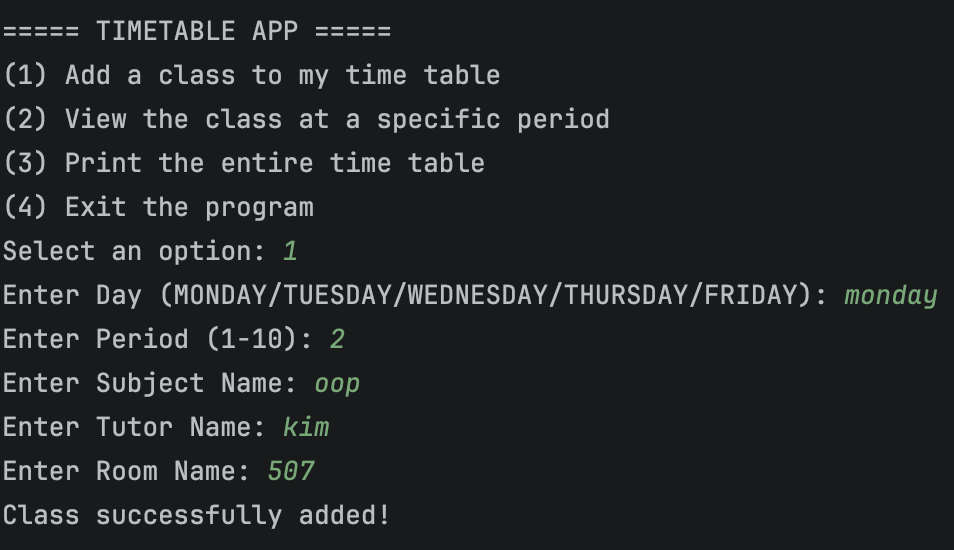 ===== TIMETABLE APP =====
(1) Add a class to my time table
(2) View the class at a specific period
(3) Print the entire time table
(4) Exit the program
Select an option: 1
Enter Day (MONDAY/TUESDAY/WEDNESDAY/THURSDAY/FRIDAY): monday
Enter Period (1-10): 2
Enter Subject Name: oop
Enter Tutor Name: kim
Enter Room Name: 507
Class successfully added!